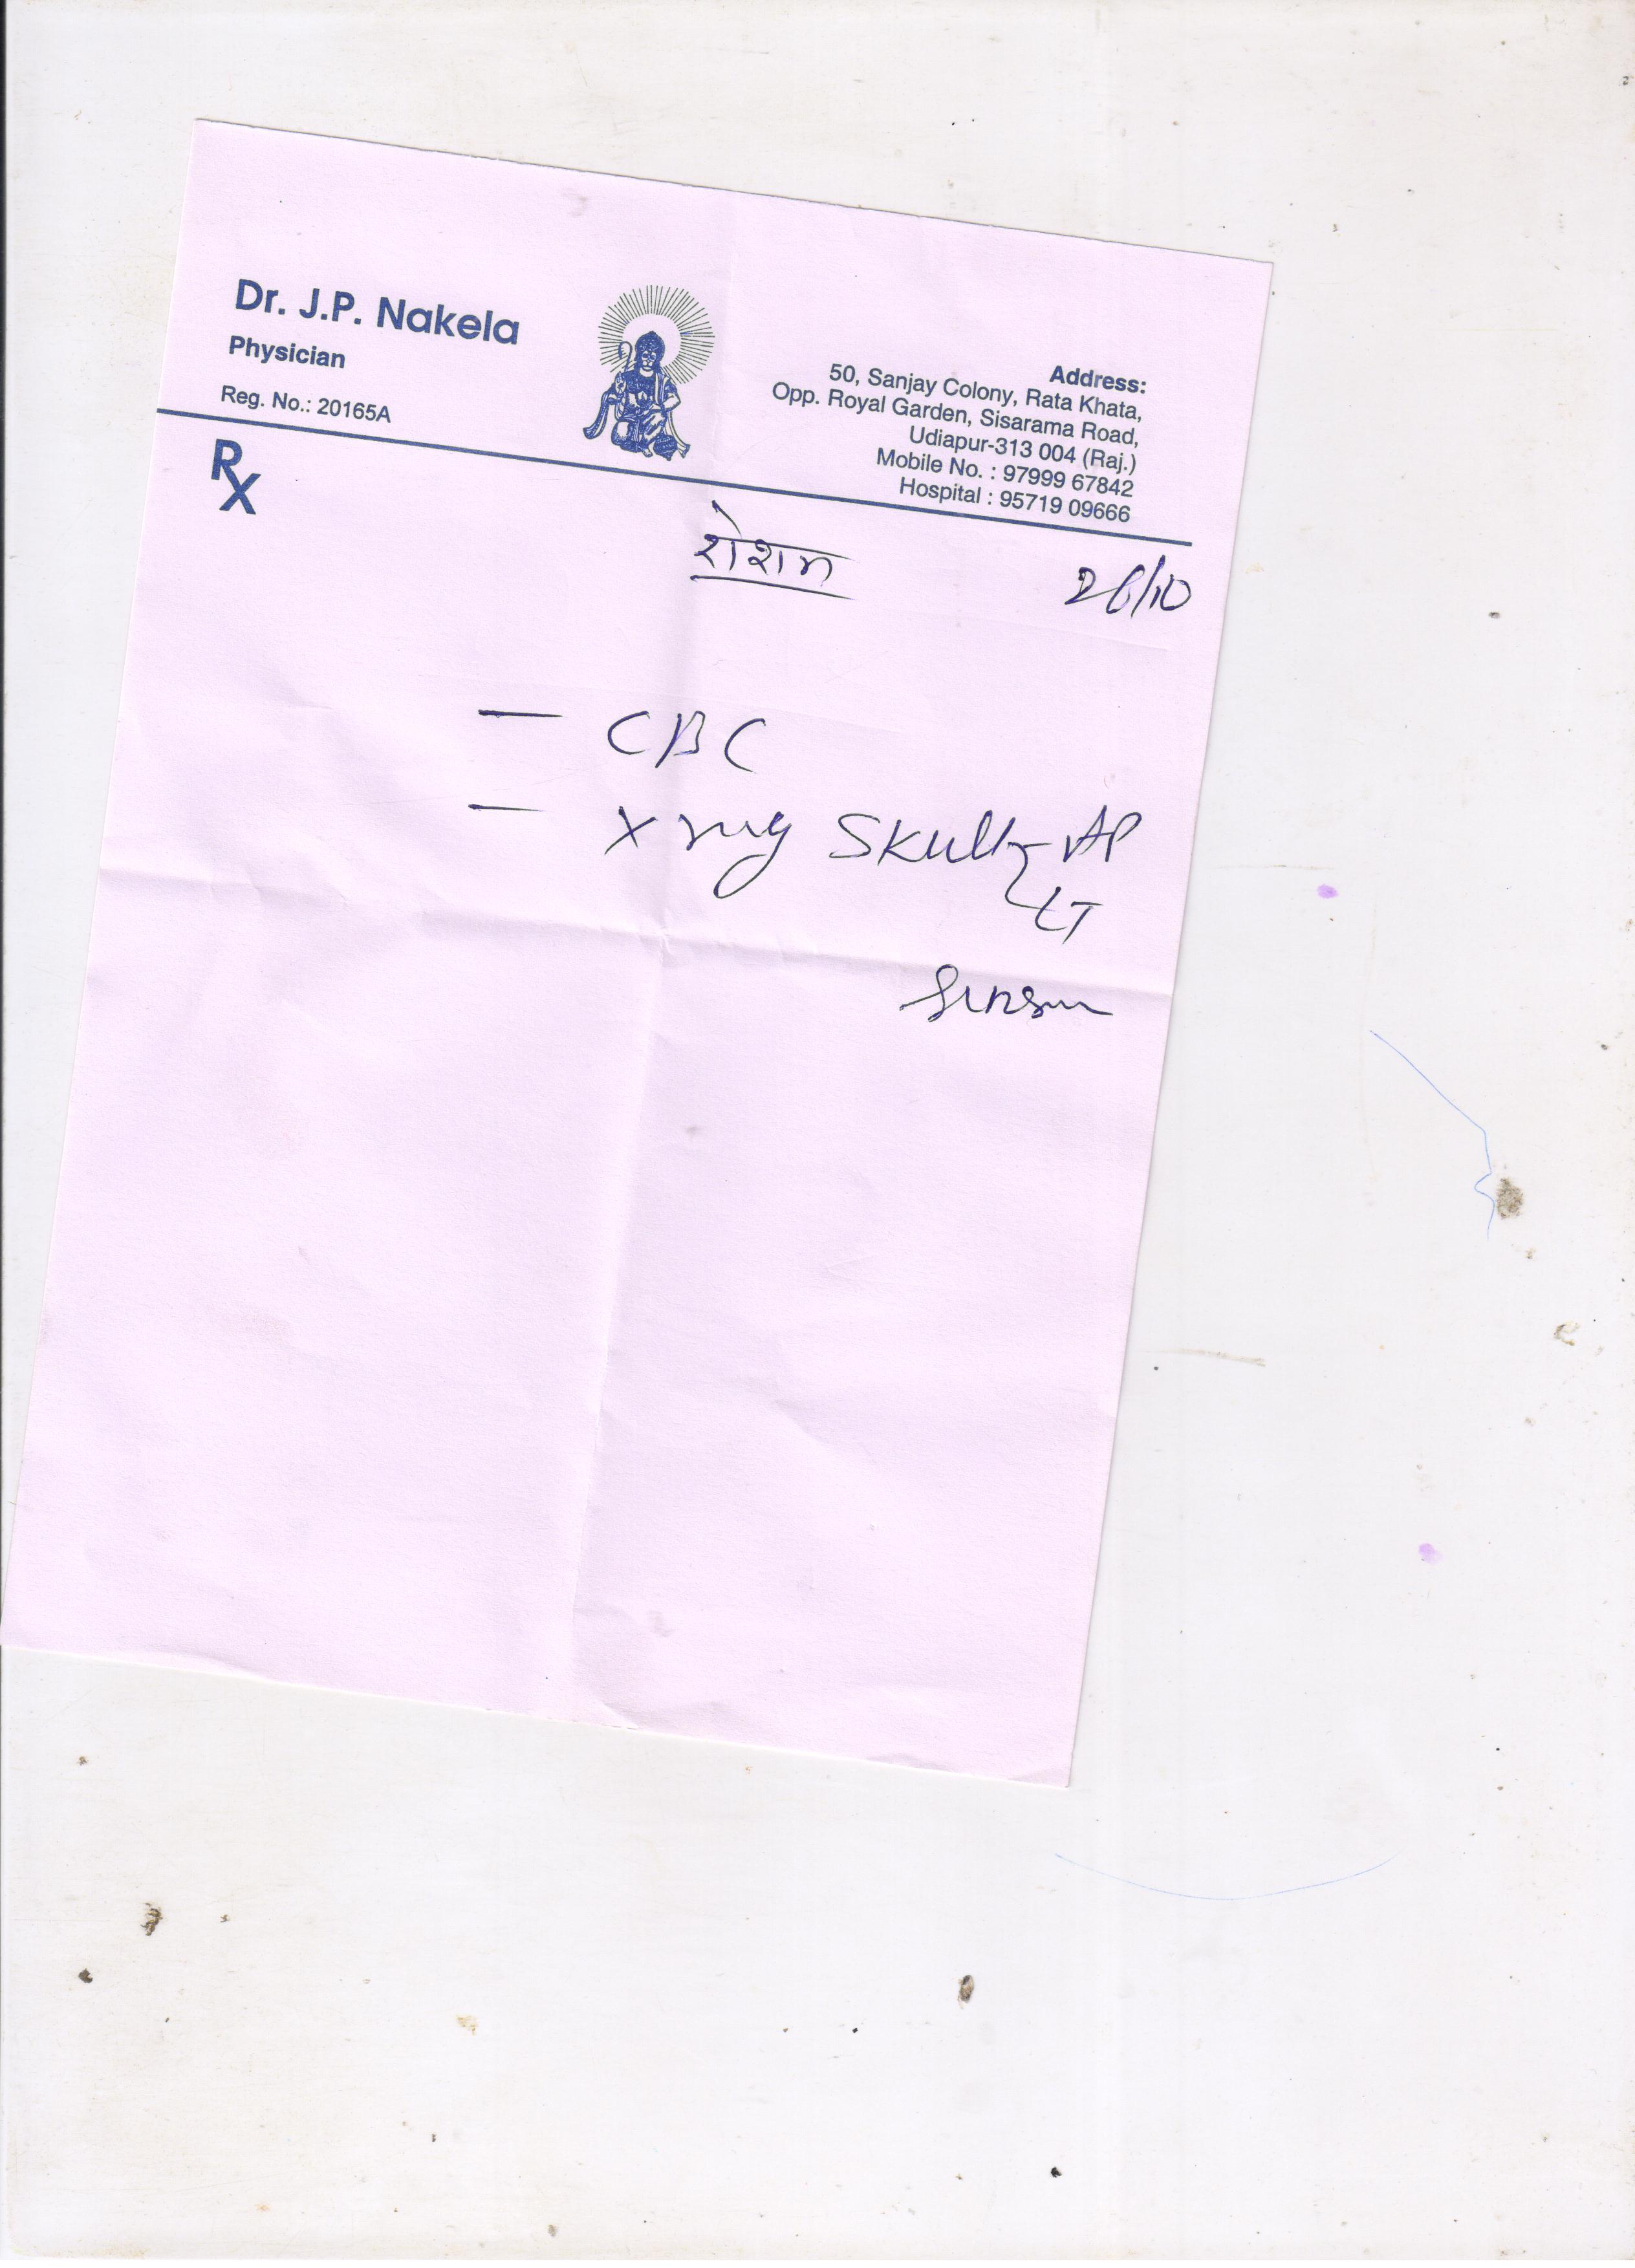 Dr. J.P. Nakela
Physician
Reg. No.: 20165A
Address:
50, Sanjay Colony, Rata Khata,
Opp. Royal Garden, Sisarama Road,
Udiapur-313 004 (Raj.)
Mobile No. : 97999 67842
Hospital : 95719 09666
Rx
रोशन
26/10
— CBC
— X ray Skull AP
LT